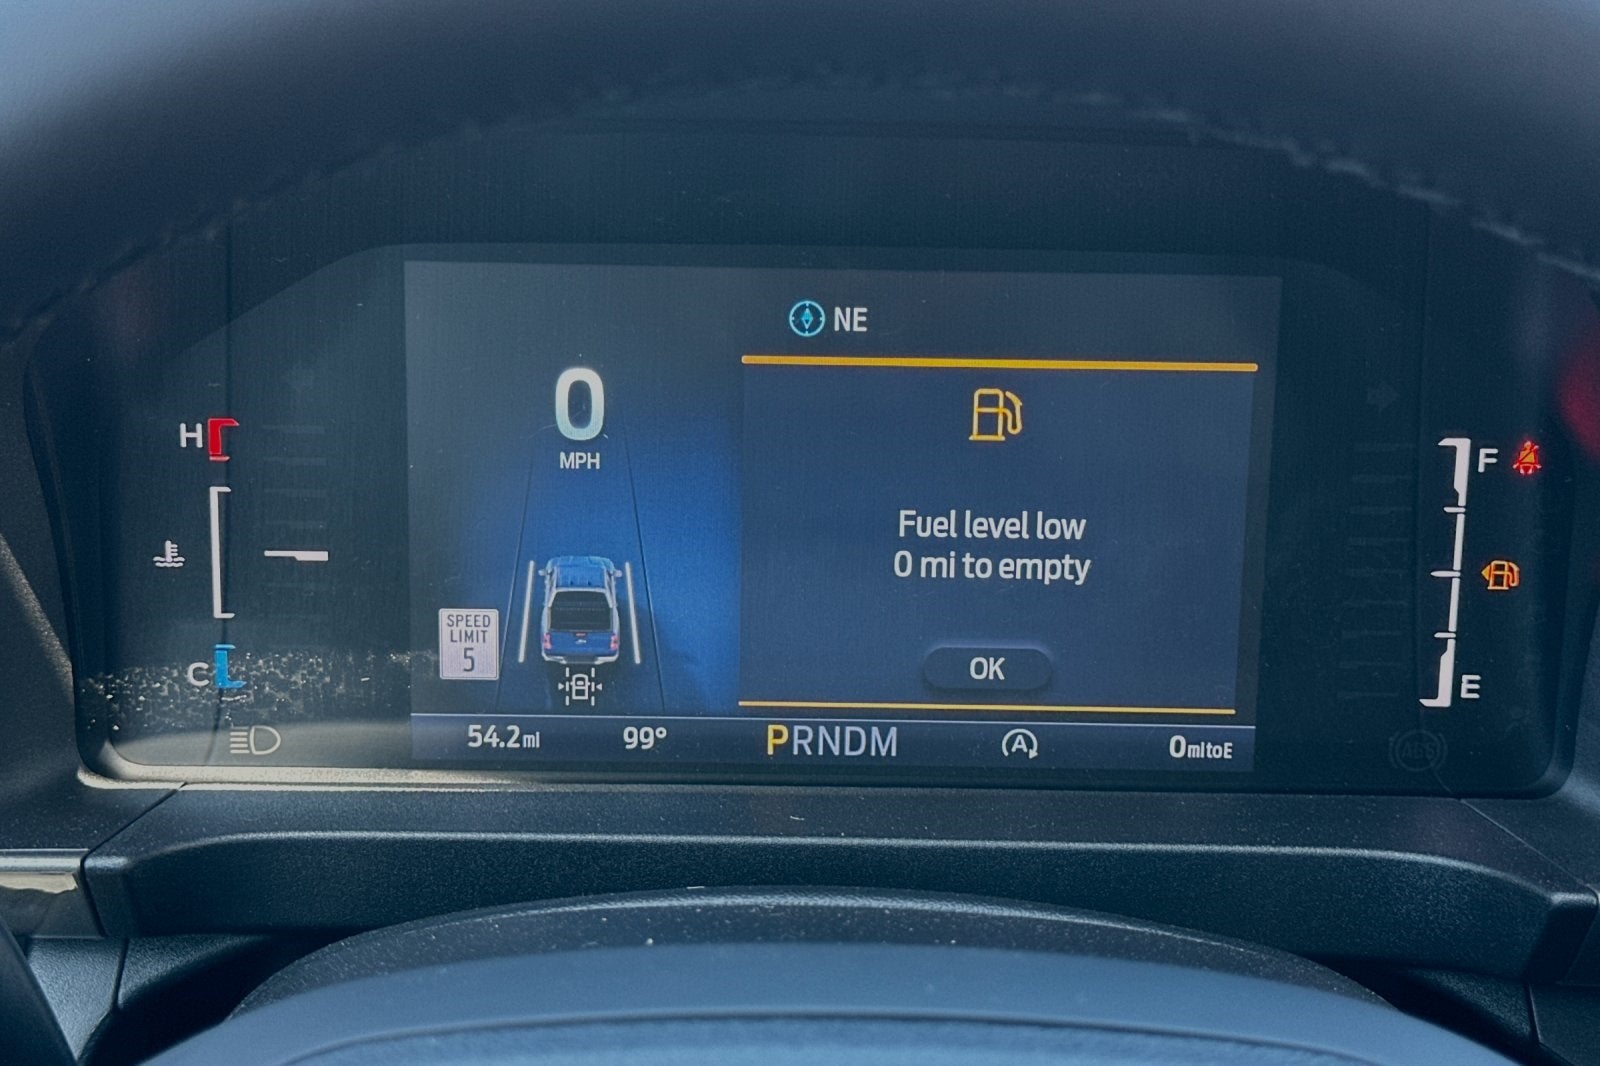 NE
0
MPH
H
F
Fuel level low
0 mi to empty
SPEED
LIMIT
5
OK
C
E
54.2mi 99° PRNDM A 0mitoE
ABS